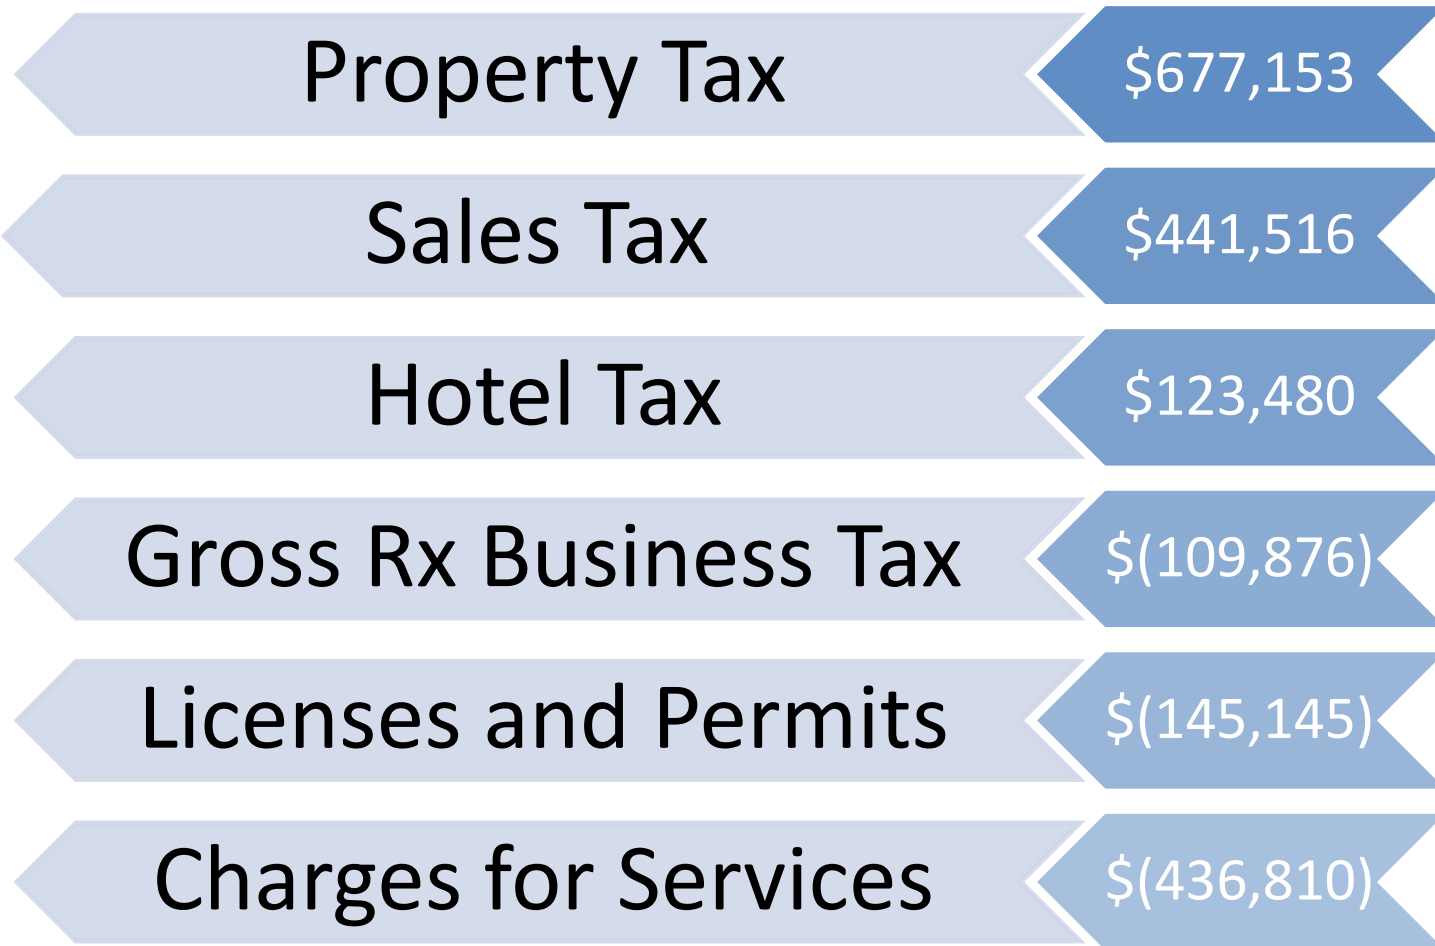 Property Tax $677,153
Sales Tax $441,516
Hotel Tax $123,480
Gross Rx Business Tax $(109,876)
Licenses and Permits $(145,145)
Charges for Services $(436,810)